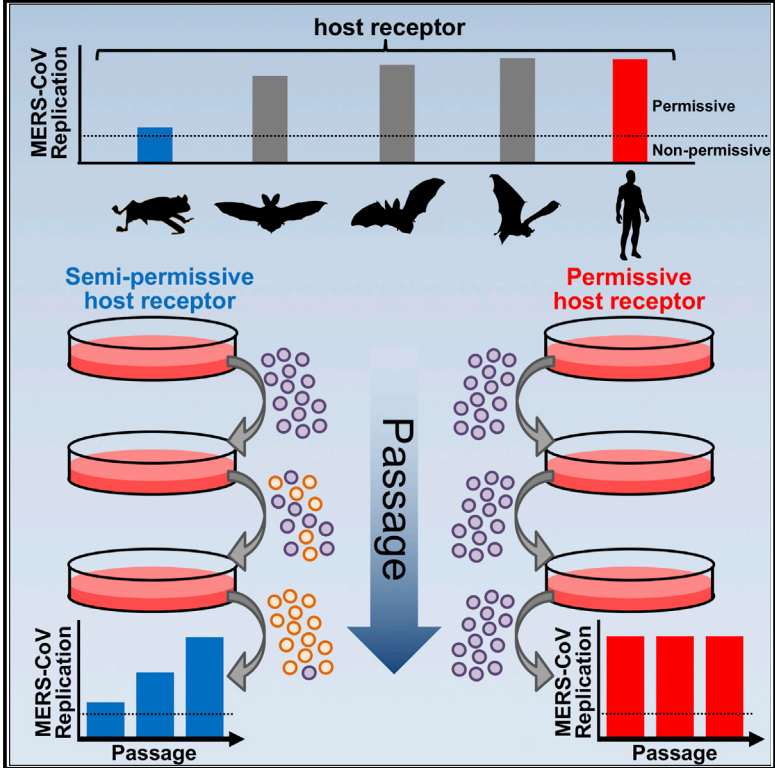 host receptor
MERS-CoV
Replication
Permissive
Non-permissive
Semi-permissive
host receptor
Permissive
host receptor
Passage
MERS-CoV
Replication
Passage
MERS-CoV
Replication
Passage